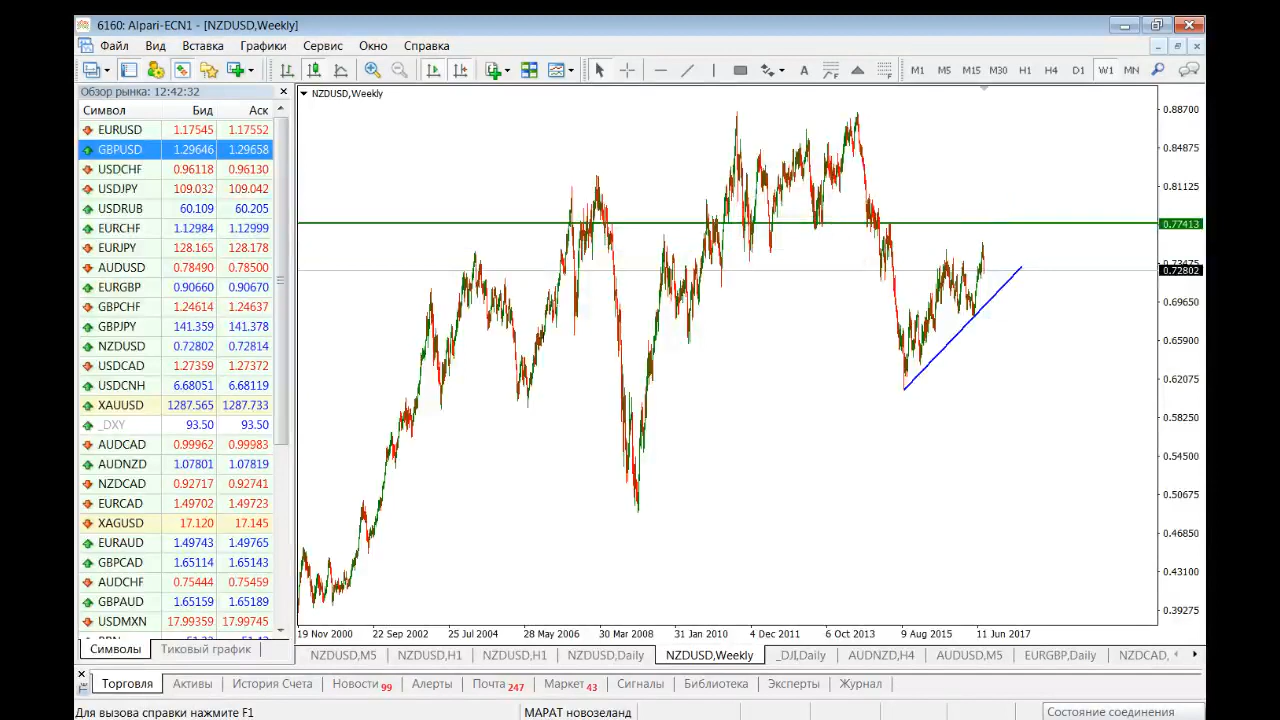 6160: Alpari-ECN1 - [NZDUSD,Weekly]
Файл Вид Вставка Графики Сервис Окно Справка
A M1 M5 M15 M30 H1 H4 D1 W1 MN
Обзор рынка: 12:42:32
Символ Бид Аск
EURUSD 1.17545 1.17552
GBPUSD 1.29646 1.29658
USDCHF 0.96118 0.96130
USDJPY 109.032 109.042
USDRUB 60.109 60.205
EURCHF 1.12984 1.12999
EURJPY 128.165 128.178
AUDUSD 0.78490 0.78500
EURGBP 0.90660 0.90670
GBPCHF 1.24614 1.24637
GBPJPY 141.359 141.378
NZDUSD 0.72802 0.72814
USDCAD 1.27359 1.27372
USDCNH 6.68051 6.68119
XAUUSD 1287.565 1287.733
_DXY 93.50 93.50
AUDCAD 0.99962 0.99983
AUDNZD 1.07801 1.07819
NZDCAD 0.92717 0.92741
EURCAD 1.49702 1.49723
XAGUSD 17.120 17.145
EURAUD 1.49743 1.49765
GBPCAD 1.65114 1.65143
AUDCHF 0.75444 0.75459
GBPAUD 1.65159 1.65189
USDMXN 17.99359 17.99745
Символы Тиковый график
NZDUSD,Weekly
0.88700
0.84875
0.81125
0.77413
0.73475
0.72802
0.69650
0.65900
0.62075
0.58250
0.54500
0.50675
0.46850
0.43100
0.39275
19 Nov 2000 22 Sep 2002 25 Jul 2004 28 May 2006 30 Mar 2008 31 Jan 2010 4 Dec 2011 6 Oct 2013 9 Aug 2015 11 Jun 2017
NZDUSD,M5 NZDUSD,H1 NZDUSD,H1 NZDUSD,Daily NZDUSD,Weekly _DJI,Daily AUDNZD,H4 AUDUSD,M5 EURGBP,Daily NZDCAD,
Торговля Активы История Счета Новости 99 Алерты Почта 247 Маркет 43 Сигналы Библиотека Эксперты Журнал
Для вызова справки нажмите F1 МАРАТ новозеланд Состояние соединения